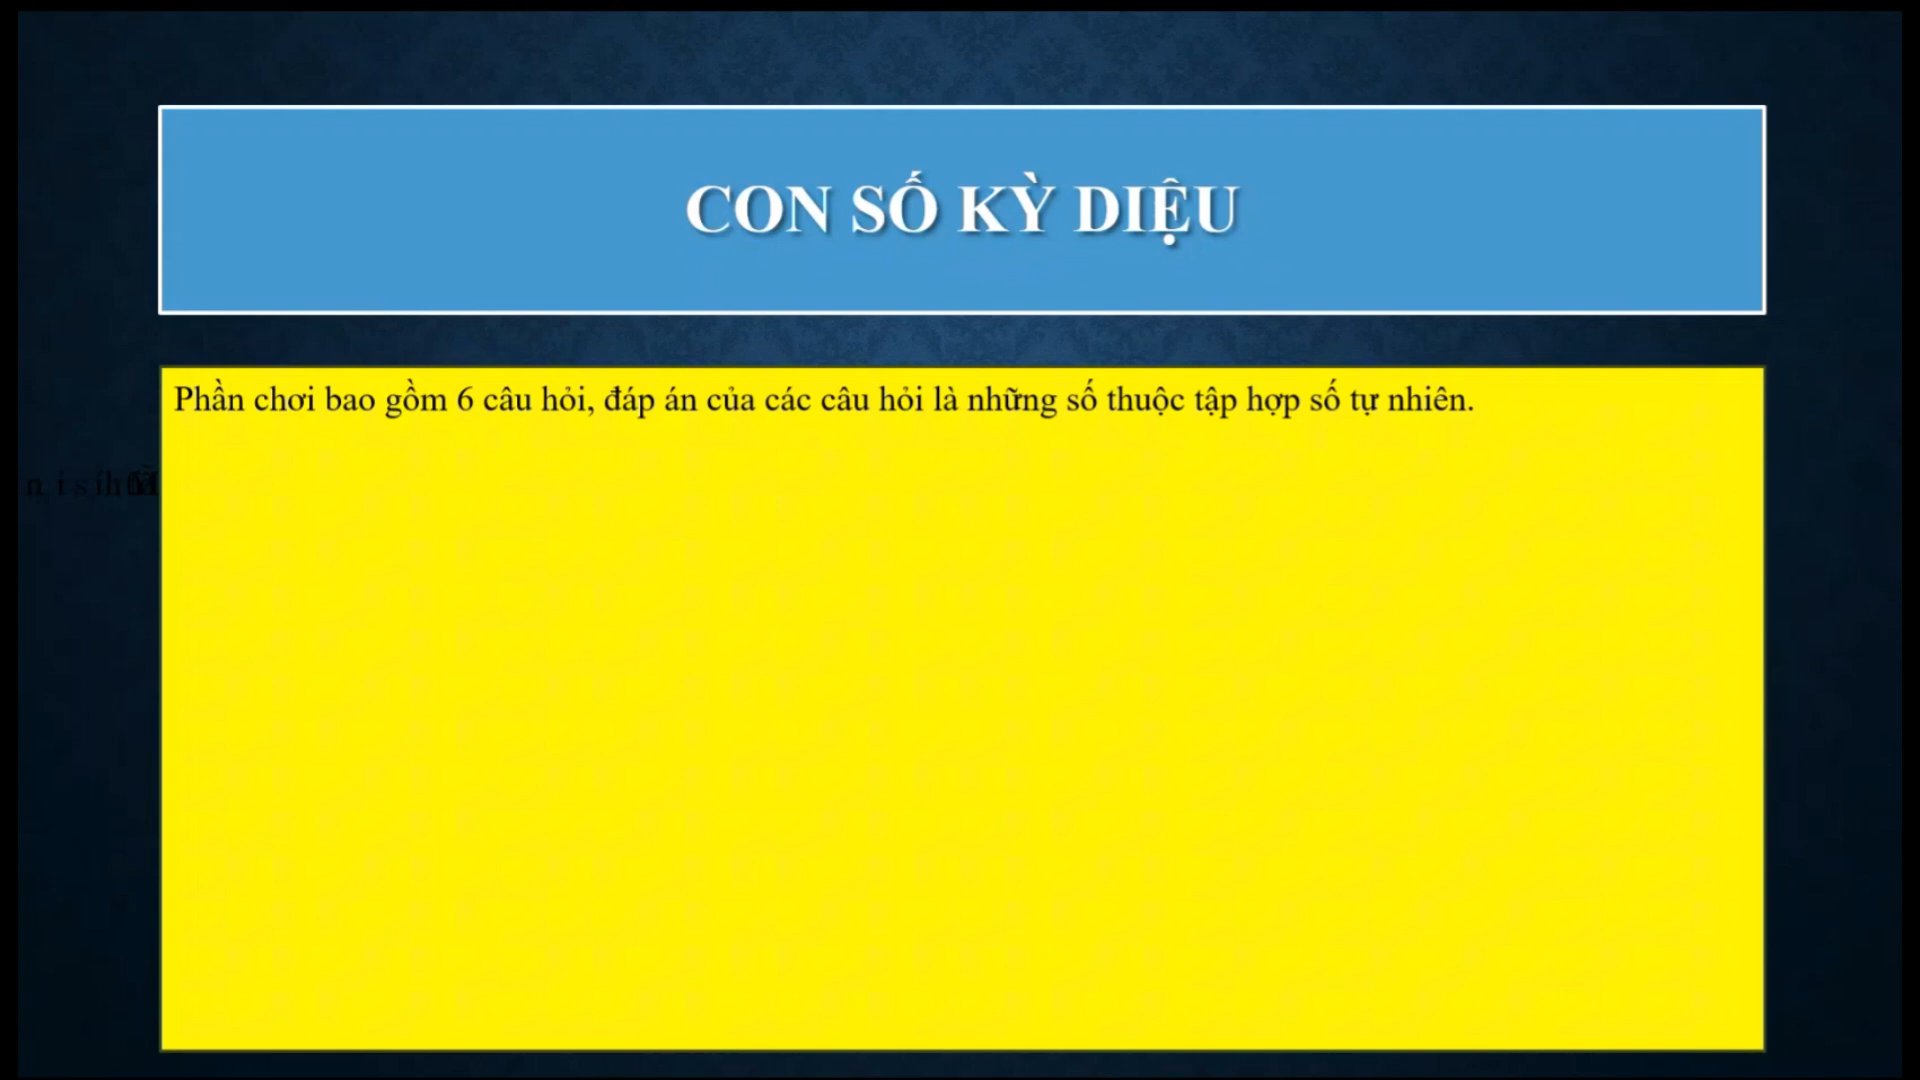 CON SỐ KỲ DIỆU
Phần chơi bao gồm 6 câu hỏi, đáp án của các câu hỏi là những số thuộc tập hợp số tự nhiên.